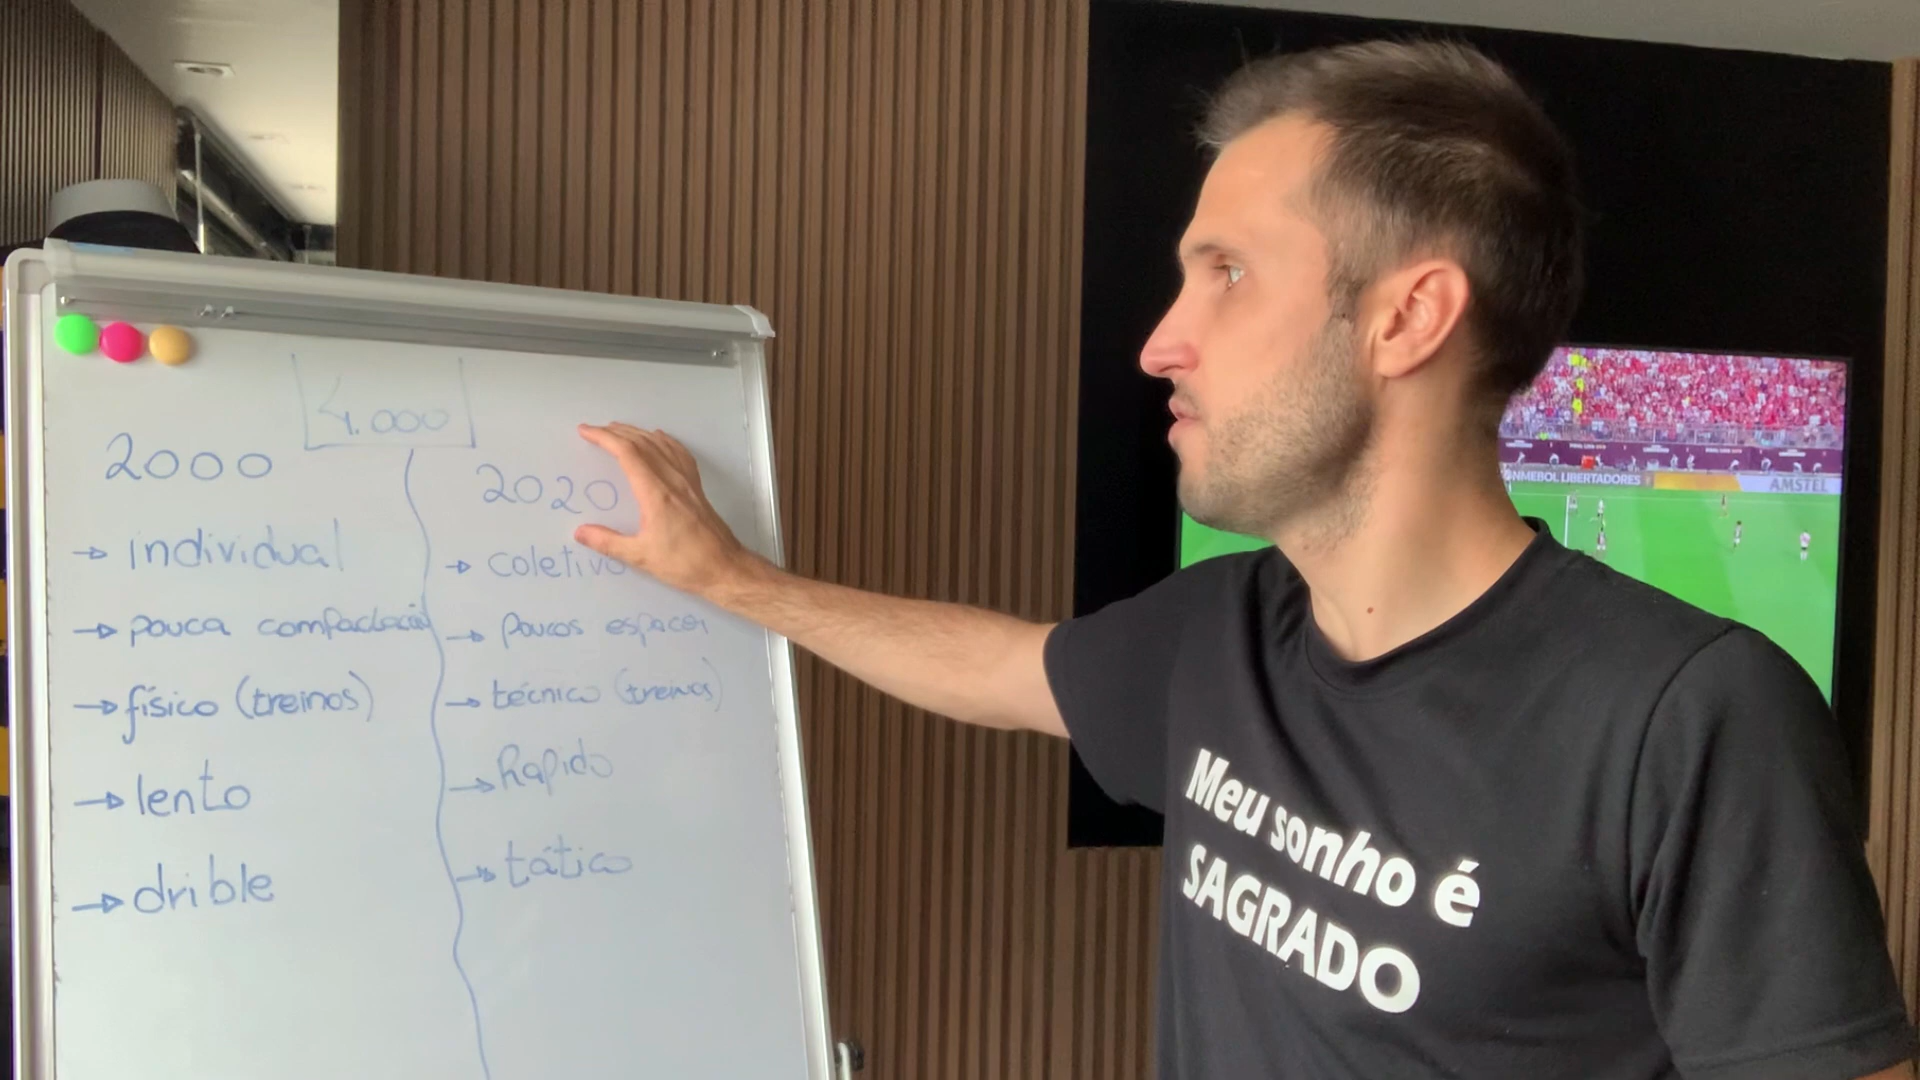 4.000
2000
→ individual
→ pouca compactação
→ físico (treinos)
→ lento
→ drible
2020
→ coletivo
→ poucos espaços
→ técnico (treinos)
→ Rapido
→ tático
Meu sonho é
SAGRADO
CONMEBOL LIBERTADORES
AMSTEL